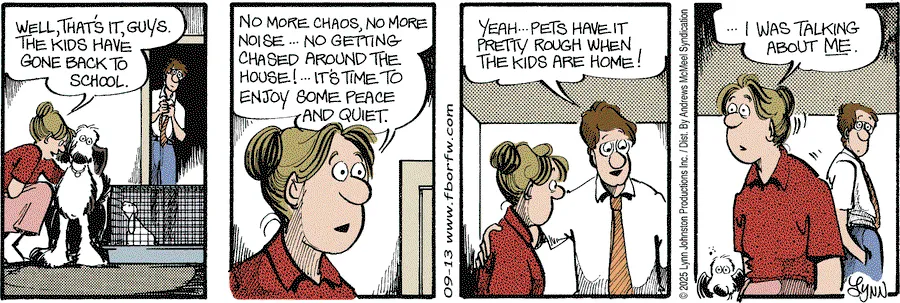 WELL, THAT'S IT, GUYS.
THE KIDS HAVE
GONE BACK TO
SCHOOL.
NO MORE CHAOS, NO MORE
NOISE ... NO GETTING
CHASED AROUND THE
HOUSE! ... IT'S TIME TO
ENJOY SOME PEACE
AND QUIET.
09-13 www.fborfw.com
YEAH... PETS HAVE IT
PRETTY ROUGH WHEN
THE KIDS ARE HOME!
© 2025 Lynn Johnston Productions Inc. / Dist. By Andrews McMeel Syndication
... I WAS TALKING
ABOUT ME.
LYNN